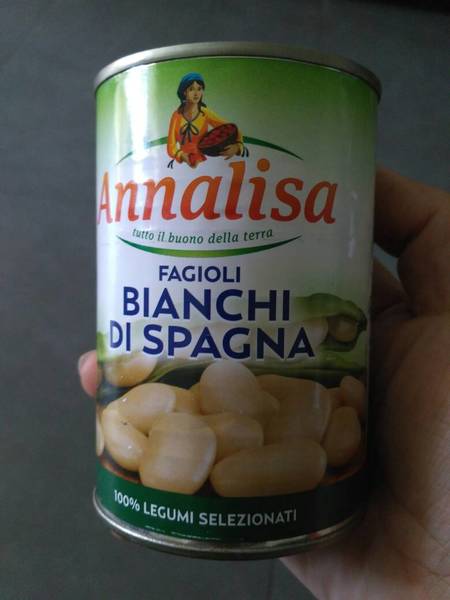 Annalisa
tutto il buono della terra
FAGIOLI
BIANCHI
DI SPAGNA
100% LEGUMI SELEZIONATI